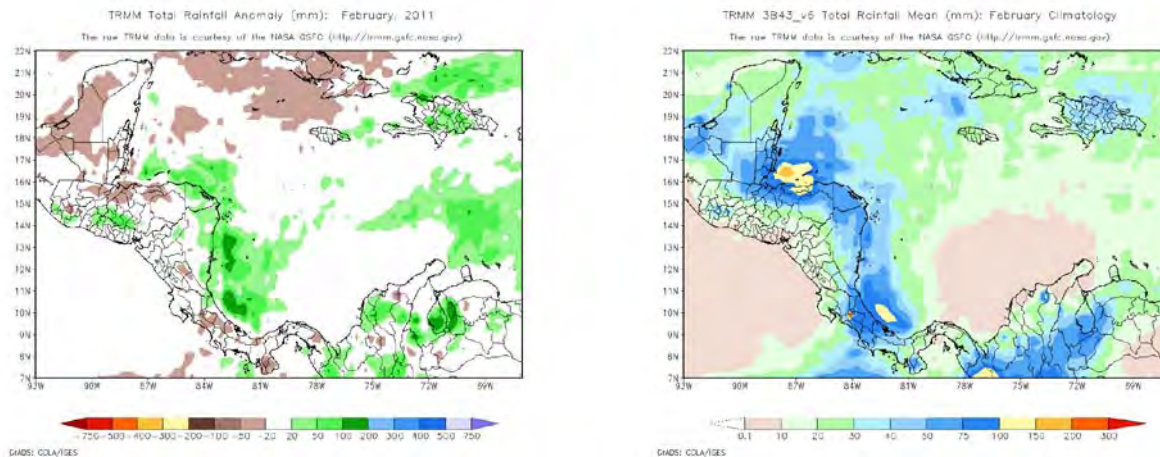 TRMM Total Rainfall Anomaly (mm): February, 2011
The raw TRMM data is courtesy of the NASA GSFC (http://trmm.gsfc.nasa.gov)
22N
21N
20N
19N
18N
17N
16N
15N
14N
13N
12N
11N
10N
9N
8N
7N
93W 90W 87W 84W 81W 78W 75W 72W 69W
-750 -500 -400 -300 -200 -100 -50 -20 20 50 100 200 300 400 500 750
GrADS: COLA/IGES
TRMM 3B43_v6 Total Rainfall Mean (mm): February Climatology
The raw TRMM data is courtesy of the NASA GSFC (http://trmm.gsfc.nasa.gov)
22N
21N
20N
19N
18N
17N
16N
15N
14N
13N
12N
11N
10N
9N
8N
7N
93W 90W 87W 84W 81W 78W 75W 72W 69W
0.1 10 20 30 40 50 75 100 150 200 300
GrADS: COLA/IGES